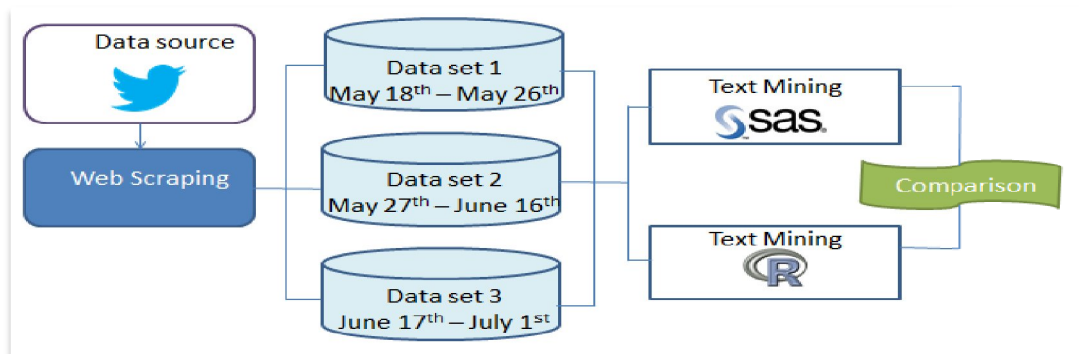 Data source
Web Scraping
Data set 1
May 18th – May 26th
Data set 2
May 27th – June 16th
Data set 3
June 17th – July 1st
Text Mining
sas®
Text Mining
R
Comparison